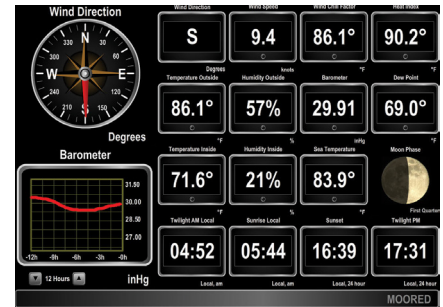 Wind Direction
N
30
60
E
150
S
210
240
W
300
330
Degrees
Barometer
31.50
30.00
28.50
27.00
-12h -9h -6h -3h -0h
12 Hours
inHg
Wind Direction Wind Speed Wind Chill Factor Heat Index
S 9.4 86.1° 90.2°
Degrees knots °F °F
Temperature Outside Humidity Outside Barometer Dew Point
86.1° 57% 29.91 69.0°
°F % inHg °F
Temperature Inside Humidity Inside Sea Temperature Moon Phase
71.6° 21% 83.9°
°F % °F First Quarter
Twilight AM Local Sunrise Local Sunset Twilight PM
04:52 05:44 16:39 17:31
Local, am Local, am Local, 24 hour Local, 24 hour
MOORED